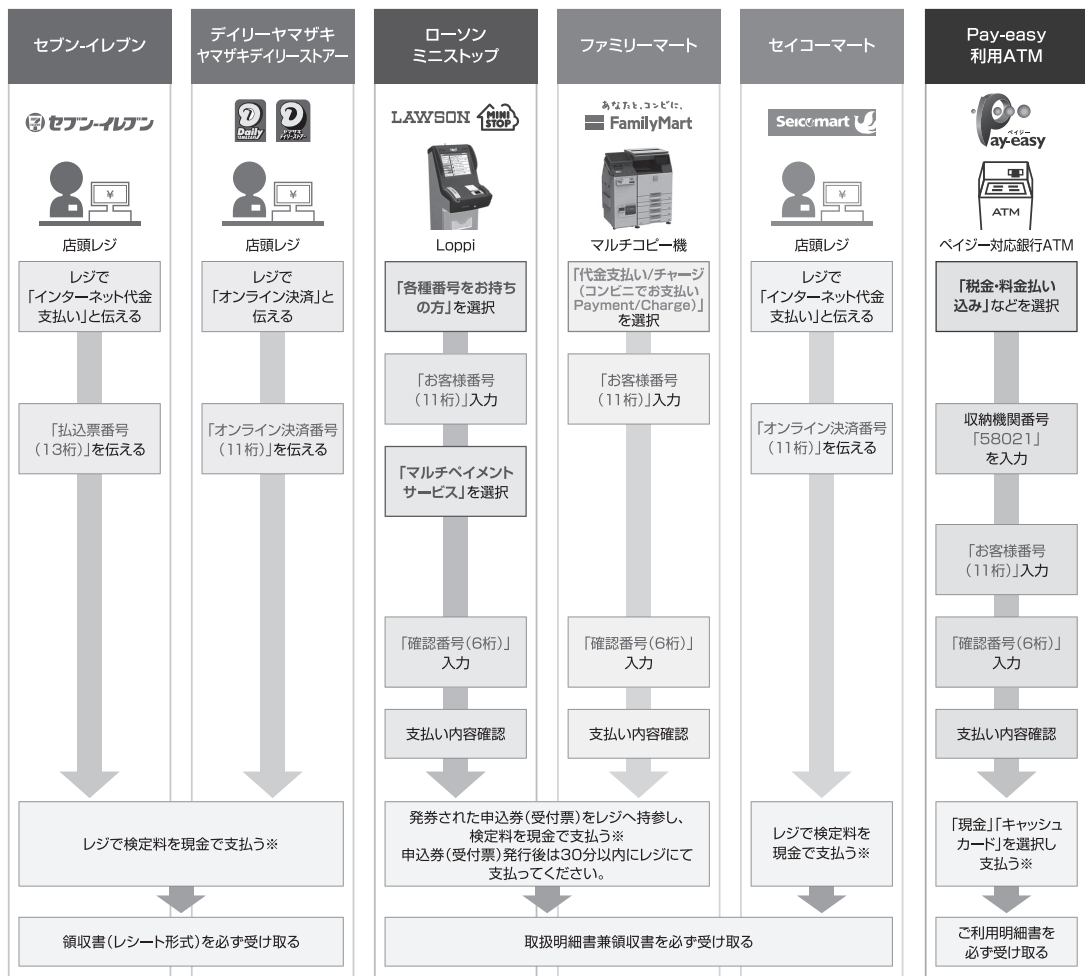 セブン-イレブン
セブン-イレブン
店頭レジ
レジで
「インターネット代金
支払い」と伝える
「払込票番号
(13桁)」を伝える
デイリーヤマザキ
ヤマザキデイリーストアー
Daily
YAMAZAKI
ヤマザキ
デイリーストアー
店頭レジ
レジで
「オンライン決済」と
伝える
「オンライン決済番号
(11桁)」を伝える
レジで検定料を現金で支払う※
領収書(レシート形式)を必ず受け取る
ローソン
ミニストップ
LAWSON
MINI
STOP
Loppi
「各種番号をお持ち
の方」を選択
「お客様番号
(11桁)」入力
「マルチペイメント
サービス」を選択
「確認番号(6桁)」
入力
支払い内容確認
ファミリーマート
あなたと、コンビに、
FamilyMart
マルチコピー機
「代金支払い/チャージ
(コンビニでお支払い
Payment/Charge)」
を選択
「お客様番号
(11桁)」入力
「確認番号(6桁)」
入力
支払い内容確認
発券された申込券(受付票)をレジへ持参し、
検定料を現金で支払う※
申込券(受付票)発行後は30分以内にレジにて
支払ってください。
セイコーマート
Seicomart
店頭レジ
レジで
「インターネット代金
支払い」と伝える
「オンライン決済番号
(11桁)」を伝える
レジで検定料を
現金で支払う※
取扱明細書兼領収書を必ず受け取る
Pay-easy
利用ATM
ペイジー
Pay-easy
ATM
ペイジー対応銀行ATM
「税金・料金払い
込み」などを選択
収納機関番号
「58021」
を入力
「お客様番号
(11桁)」入力
「確認番号(6桁)」
入力
支払い内容確認
「現金」「キャッシュ
カード」を選択し
支払う※
ご利用明細書を
必ず受け取る